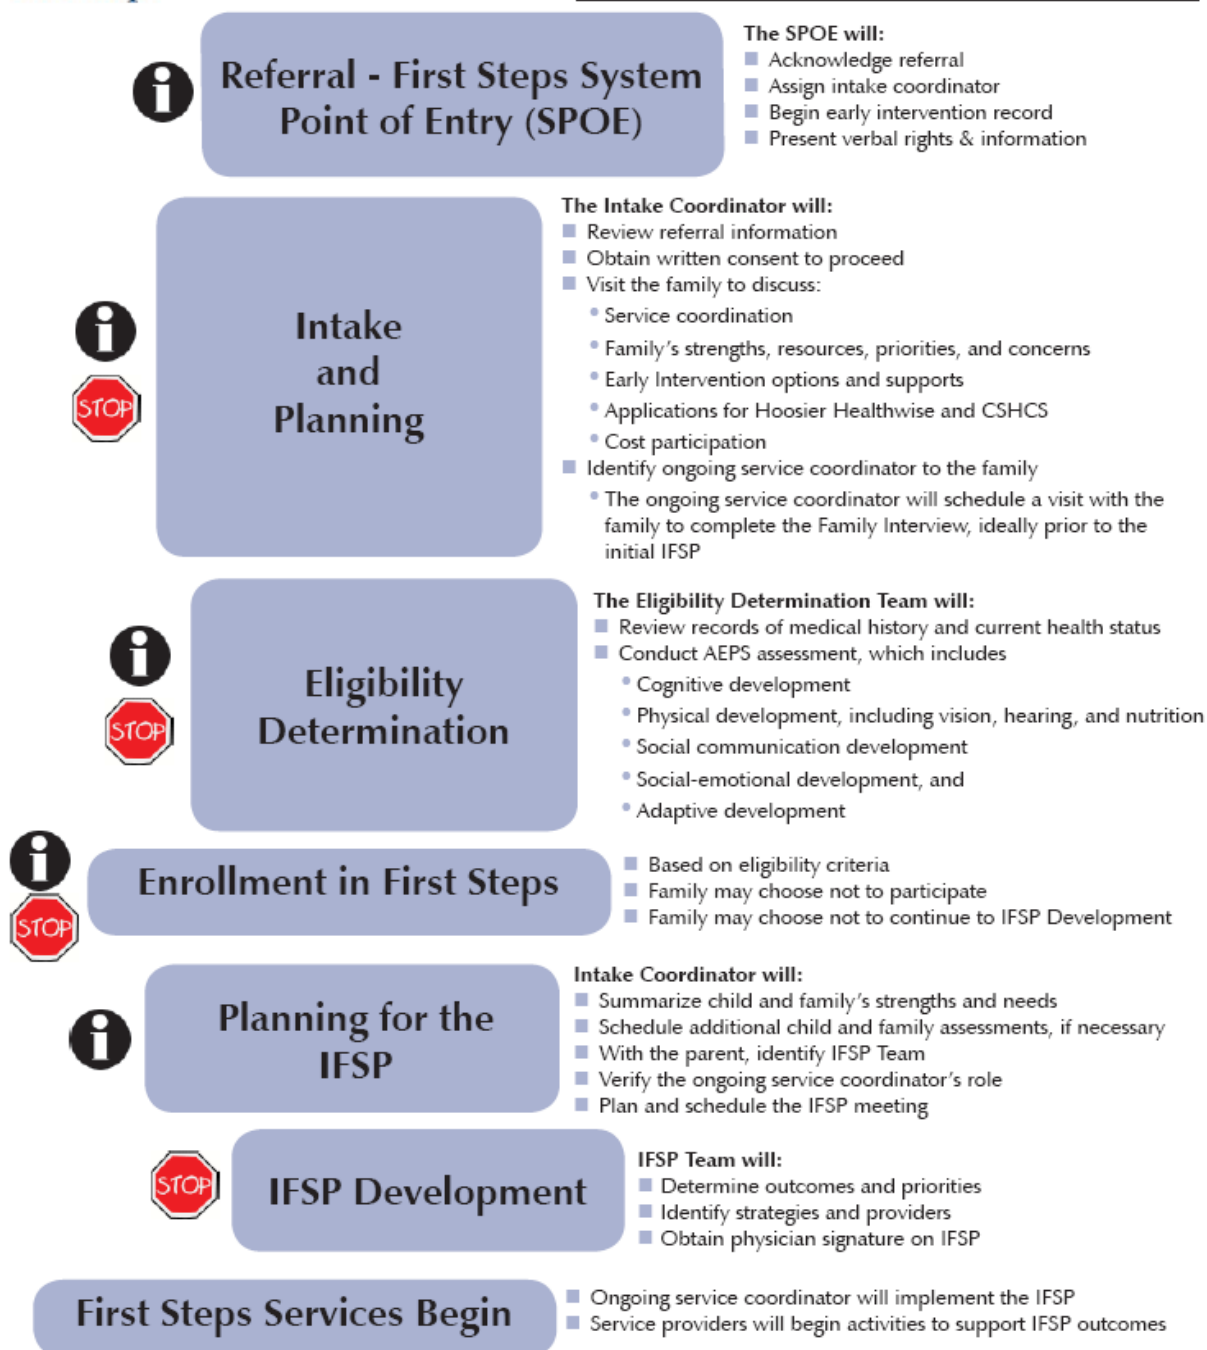 Referral - First Steps System
Point of Entry (SPOE)
The SPOE will:
Acknowledge referral
Assign intake coordinator
Begin early intervention record
Present verbal rights & information
Intake
and
Planning
STOP
The Intake Coordinator will:
Review referral information
Obtain written consent to proceed
Visit the family to discuss:
Service coordination
Family's strengths, resources, priorities, and concerns
Early Intervention options and supports
Applications for Hoosier Healthwise and CSHCS
Cost participation
Identify ongoing service coordinator to the family
The ongoing service coordinator will schedule a visit with the
family to complete the Family Interview, ideally prior to the
initial IFSP
Eligibility
Determination
STOP
The Eligibility Determination Team will:
Review records of medical history and current health status
Conduct AEPS assessment, which includes
Cognitive development
Physical development, including vision, hearing, and nutrition
Social communication development
Social-emotional development, and
Adaptive development
Enrollment in First Steps
STOP
Based on eligibility criteria
Family may choose not to participate
Family may choose not to continue to IFSP Development
Planning for the
IFSP
Intake Coordinator will:
Summarize child and family's strengths and needs
Schedule additional child and family assessments, if necessary
With the parent, identify IFSP Team
Verify the ongoing service coordinator's role
Plan and schedule the IFSP meeting
STOP
IFSP Development
IFSP Team will:
Determine outcomes and priorities
Identify strategies and providers
Obtain physician signature on IFSP
First Steps Services Begin
Ongoing service coordinator will implement the IFSP
Service providers will begin activities to support IFSP outcomes